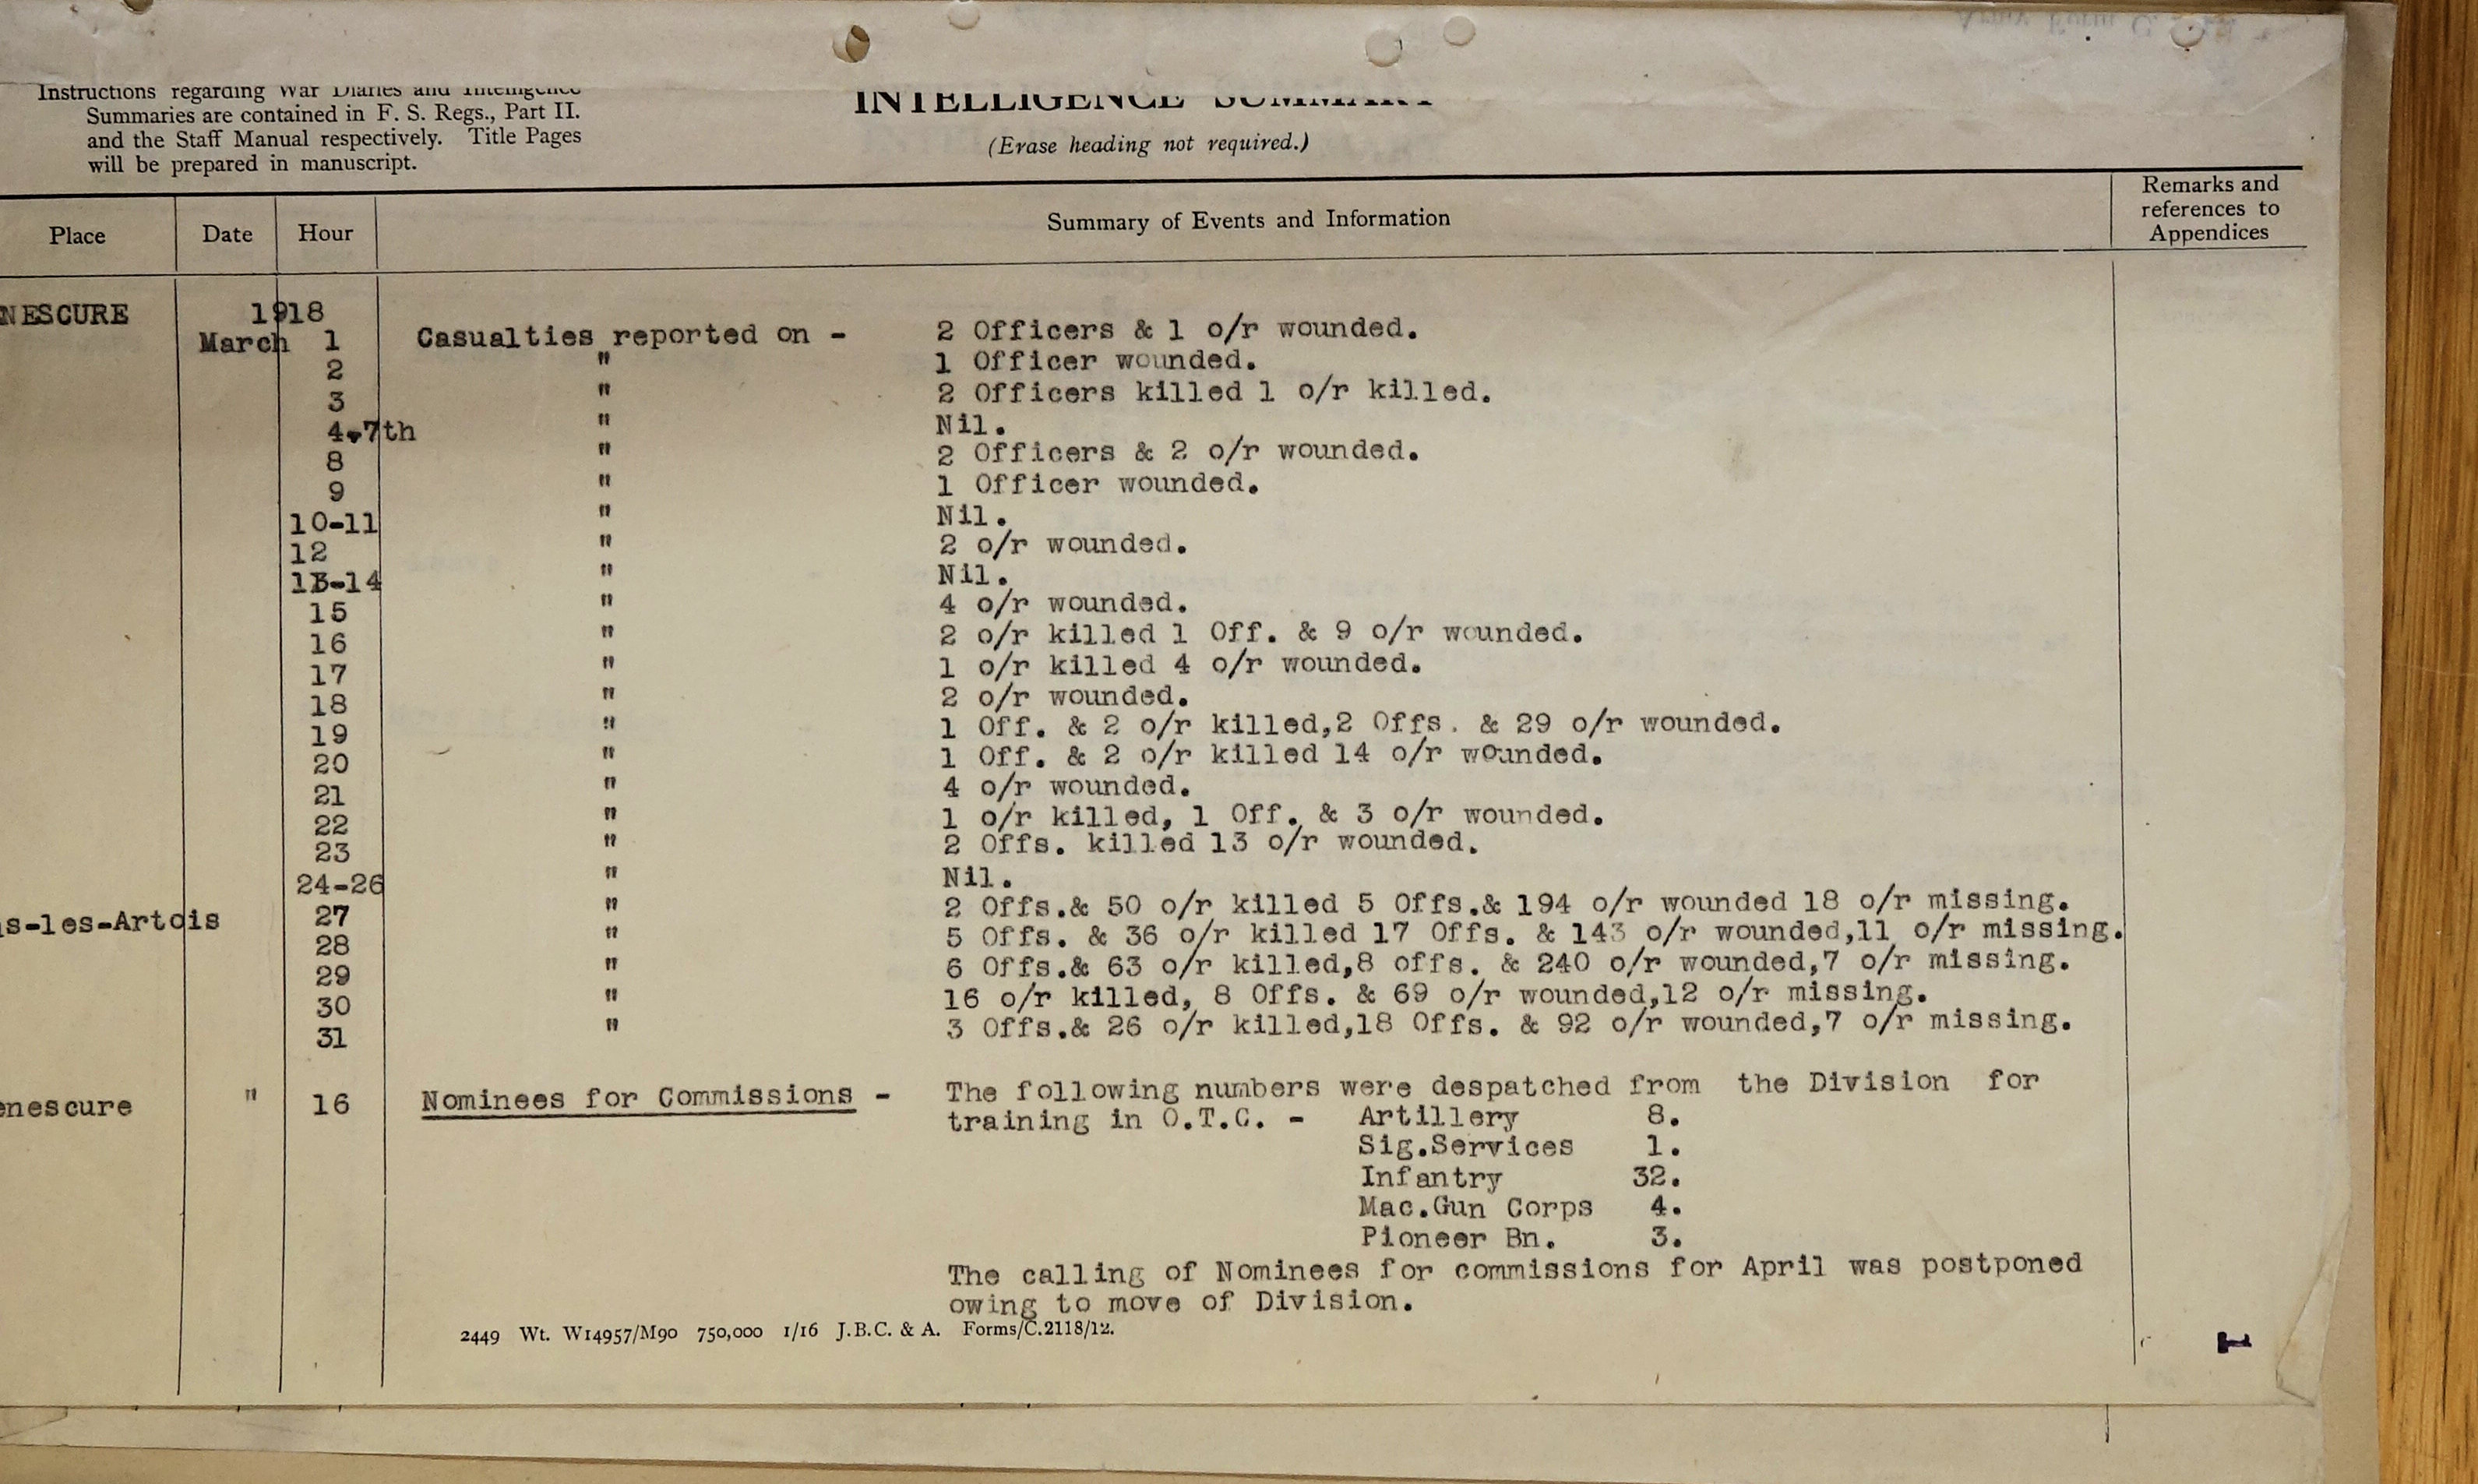 Instructions regarding War Diaries and Intelligence
Summaries are contained in F. S. Regs., Part II.
and the Staff Manual respectively. Title Pages
will be prepared in manuscript.
INTELLIGENCE SUMMARY
(Erase heading not required.)
Place Date Hour Summary of Events and Information Remarks and references to Appendices
NESCURE 1918
March 1 Casualties reported on - 2 Officers & 1 o/r wounded.
2 " 1 Officer wounded.
3 " 2 Officers killed 1 o/r killed.
4-7th " Nil.
8 " 2 Officers & 2 o/r wounded.
9 " 1 Officer wounded.
10-11 " Nil.
12 " 2 o/r wounded.
13-14 " Nil.
15 " 4 o/r wounded.
16 " 2 o/r killed 1 Off. & 9 o/r wounded.
17 " 1 o/r killed 4 o/r wounded.
18 " 2 o/r wounded.
19 " 1 Off. & 2 o/r killed,2 Offs. & 29 o/r wounded.
20 " 1 Off. & 2 o/r killed 14 o/r wounded.
21 " 4 o/r wounded.
22 " 1 o/r killed, 1 Off. & 3 o/r wounded.
23 " 2 Offs. killed 13 o/r wounded.
24-26 " Nil.
s-les-Artois 27 " 2 Offs.& 50 o/r killed 5 Offs.& 194 o/r wounded 18 o/r missing.
28 " 5 Offs. & 36 o/r killed 17 Offs. & 143 o/r wounded,11 o/r missing.
29 " 6 Offs.& 63 o/r killed,8 offs. & 240 o/r wounded,7 o/r missing.
30 " 16 o/r killed, 8 Offs. & 69 o/r wounded,12 o/r missing.
31 " 3 Offs.& 26 o/r killed,18 Offs. & 92 o/r wounded,7 o/r missing.
enescure " 16 Nominees for Commissions - The following numbers were despatched from the Division for
training in O.T.C. - Artillery 8.
Sig.Services 1.
Infantry 32.
Mac.Gun Corps 4.
Pioneer Bn. 3.
The calling of Nominees for commissions for April was postponed
owing to move of Division.
2449 Wt. W14957/M90 750,000 1/16 J.B.C. & A. Forms/C.2118/12.
1